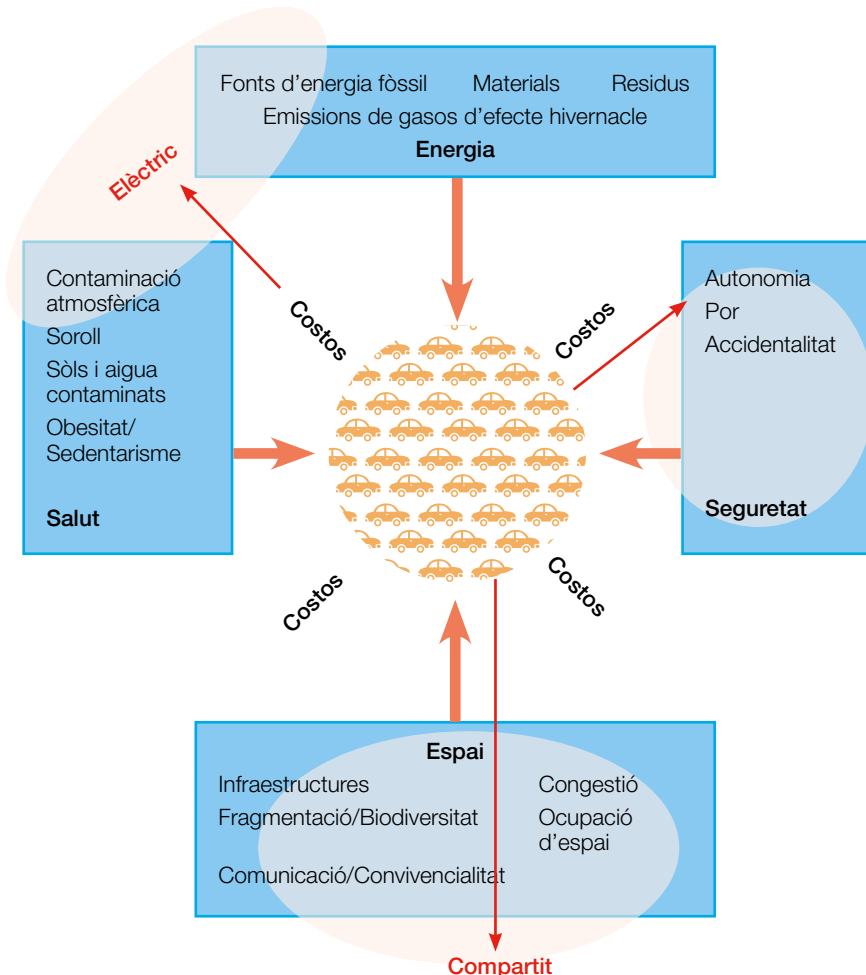 Fonts d’energia fòssil Materials Residus
Emissions de gasos d’efecte hivernacle
Energia
Elèctric
Contaminació
atmosfèrica
Soroll
Sòls i aigua
contaminats
Obesitat/
Sedentarisme
Salut
Costos
Costos
Autonomia
Por
Accidentalitat
Seguretat
Costos
Costos
Espai
Infraestructures
Congestió
Fragmentació/Biodiversitat
Ocupació
d’espai
Comunicació/Convivencialitat
Compartit